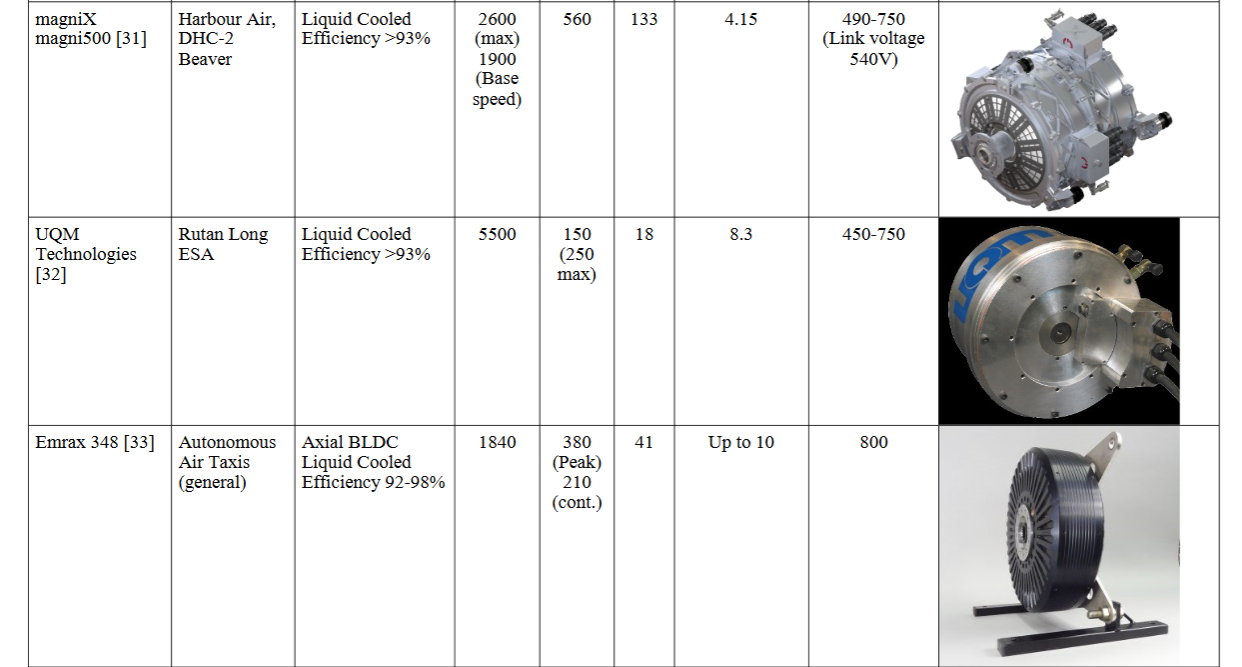 magniX
magni500 [31]
Harbour Air,
DHC-2
Beaver
Liquid Cooled
Efficiency >93%
2600
(max)
1900
(Base
speed)
560
133
4.15
490-750
(Link voltage
540V)
UQM
Technologies
[32]
Rutan Long
ESA
Liquid Cooled
Efficiency >93%
5500
150
(250
max)
18
8.3
450-750
Emrax 348 [33]
Autonomous
Air Taxis
(general)
Axial BLDC
Liquid Cooled
Efficiency 92-98%
1840
380
(Peak)
210
(cont.)
41
Up to 10
800